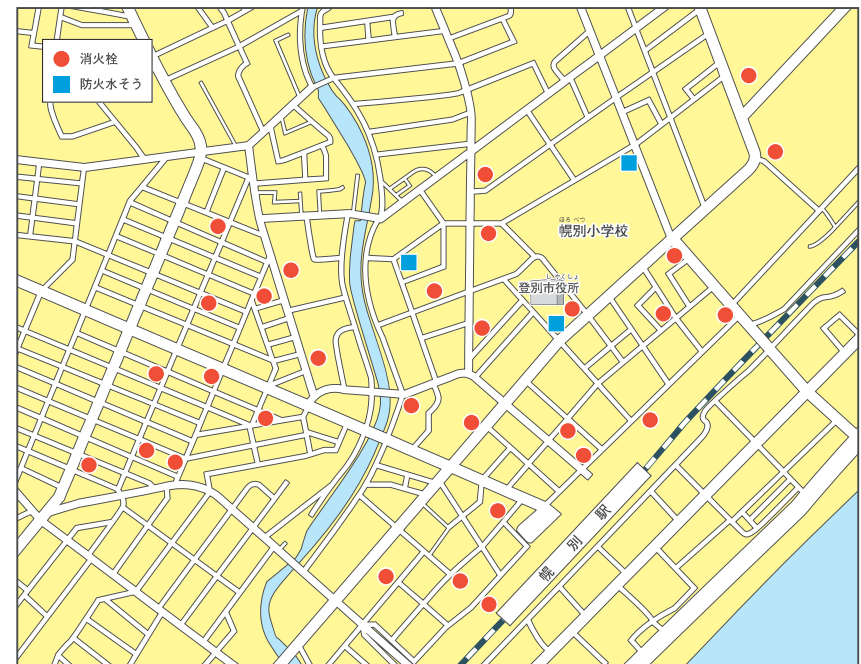 消火栓
防火水そう
ほろ べつ
幌別小学校
し やくしょ
登別市役所
幌別駅